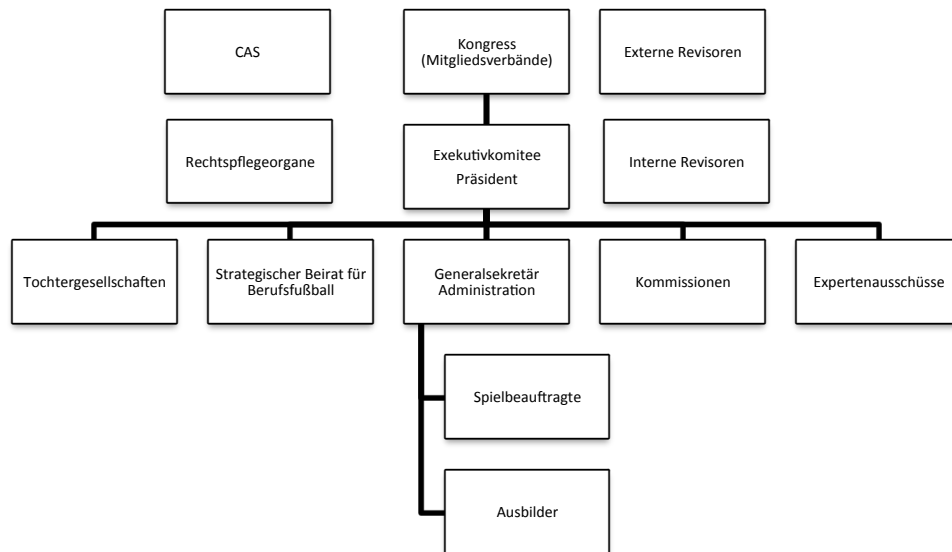 CAS
Kongress
(Mitgliedsverbände)
Externe Revisoren
Rechtspflegeorgane
Exekutivkomitee
Präsident
Interne Revisoren
Tochtergesellschaften
Strategischer Beirat für
Berufsfußball
Generalsekretär
Administration
Kommissionen
Expertenausschüsse
Spielbeauftragte
Ausbilder